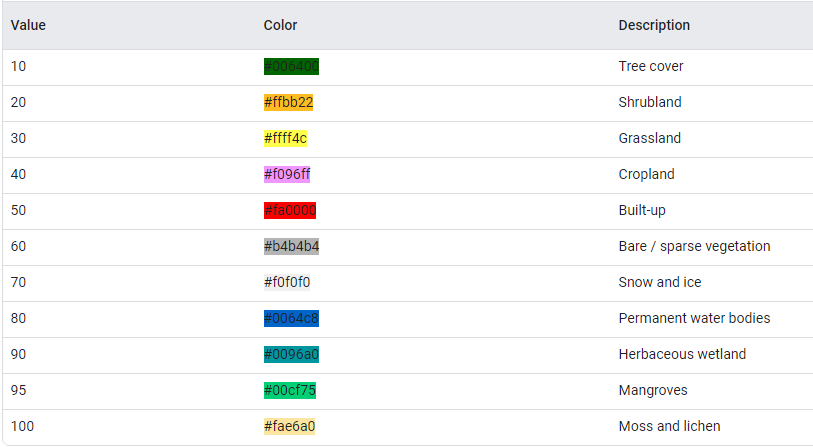 Value Color Description
10 #006400 Tree cover
20 #ffbb22 Shrubland
30 #ffff4c Grassland
40 #f096ff Cropland
50 #fa0000 Built-up
60 #b4b4b4 Bare / sparse vegetation
70 #f0f0f0 Snow and ice
80 #0064c8 Permanent water bodies
90 #0096a0 Herbaceous wetland
95 #00cf75 Mangroves
100 #fae6a0 Moss and lichen